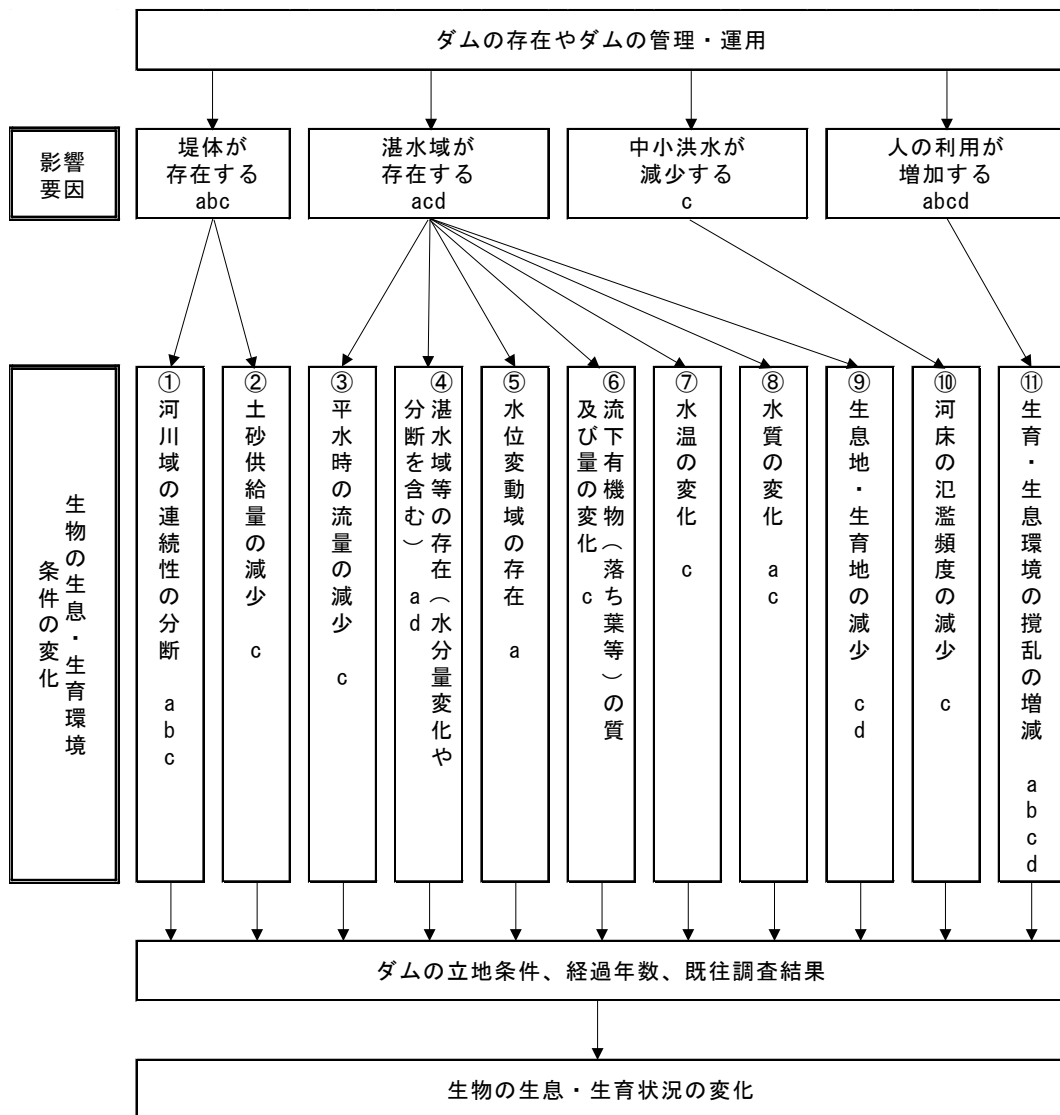 ダムの存在やダムの管理・運用
影響
要因
堤体が
存在する
abc
湛水域が
存在する
acd
中小洪水が
減少する
c
人の利用が
増加する
abcd
生物の生息・生育環境
条件の変化
①河川域の連続性の分断 abc
②土砂供給量の減少 c
③平水時の流量の減少 c
④湛水域等の存在（水分量変化や
分断を含む） ad
⑤水位変動域の存在 a
⑥流下有機物（落ち葉等）の質
及び量の変化 c
⑦水温の変化 c
⑧水質の変化 ac
⑨生息地・生育地の減少 cd
⑩河床の氾濫頻度の減少 c
⑪生育・生息環境の撹乱の増減 abcd
ダムの立地条件、経過年数、既往調査結果
生物の生息・生育状況の変化